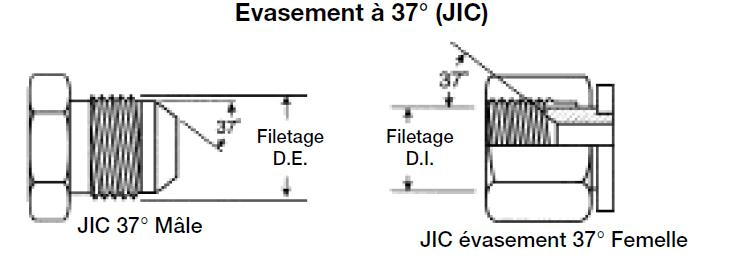 Evasement à 37° (JIC)
37°
37°
Filetage
D.E.
Filetage
D.I.
JIC 37° Mâle
JIC évasement 37° Femelle